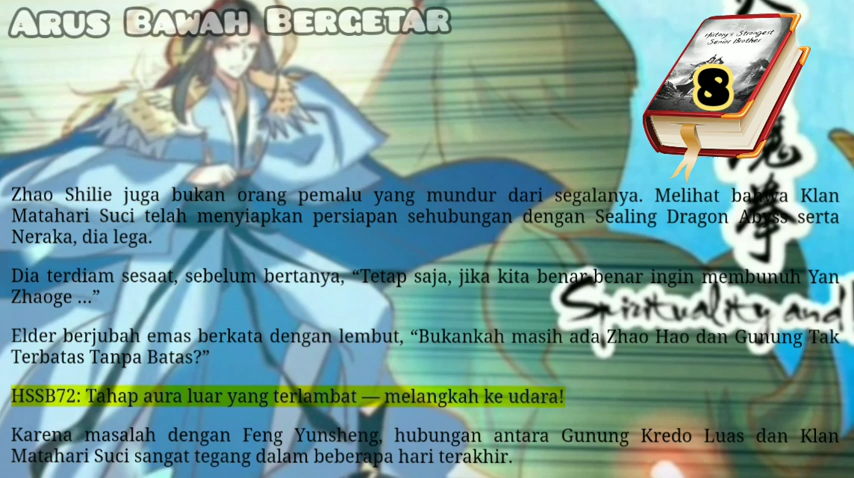 Arus Bawah Bergetar
History's Strongest
Senior Brother
8
Zhao Shilie juga bukan orang pemalu yang mundur dari segalanya. Melihat bahwa Klan
Matahari Suci telah menyiapkan persiapan sehubungan dengan Sealing Dragon Abyss serta
Neraka, dia lega.
Dia terdiam sesaat, sebelum bertanya, “Tetap saja, jika kita benar-benar ingin membunuh Yan
Zhaoge ...”
Spirituality and
Elder berjubah emas berkata dengan lembut, “Bukankah masih ada Zhao Hao dan Gunung Tak
Terbatas Tanpa Batas?”
HSSB72: Tahap aura luar yang terlambat — melangkah ke udara!
Karena masalah dengan Feng Yunsheng, hubungan antara Gunung Kredo Luas dan Klan
Matahari Suci sangat tegang dalam beberapa hari terakhir.